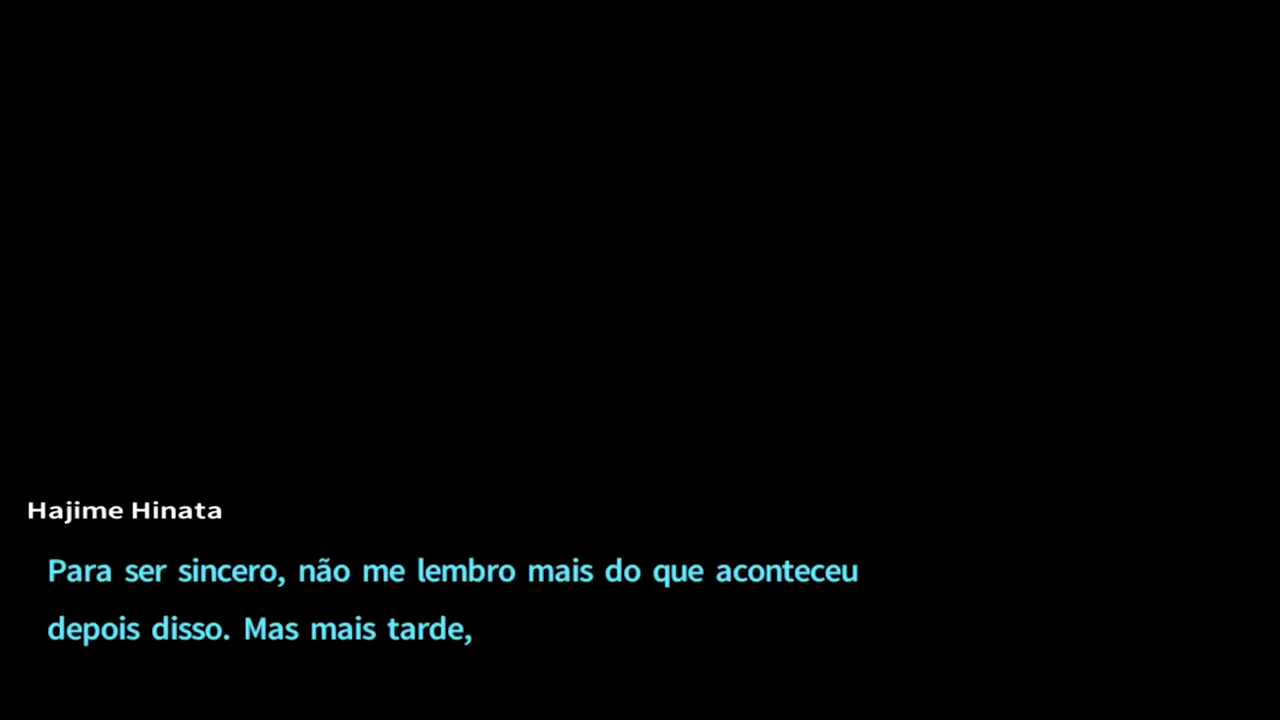 Hajime Hinata
Para ser sincero, não me lembro mais do que aconteceu
depois disso. Mas mais tarde,